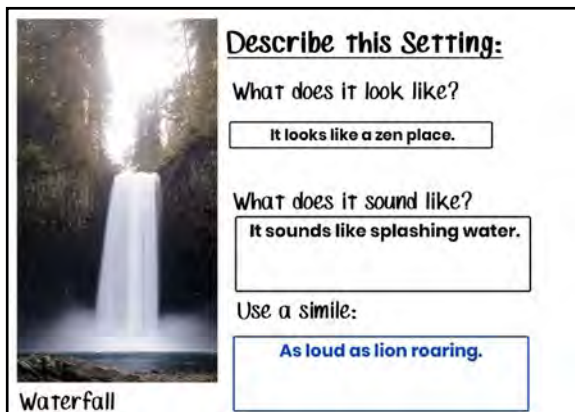 Describe this Setting:
What does it look like?
It looks like a zen place.
What does it sound like?
It sounds like splashing water.
Use a simile:
As loud as lion roaring.
Waterfall